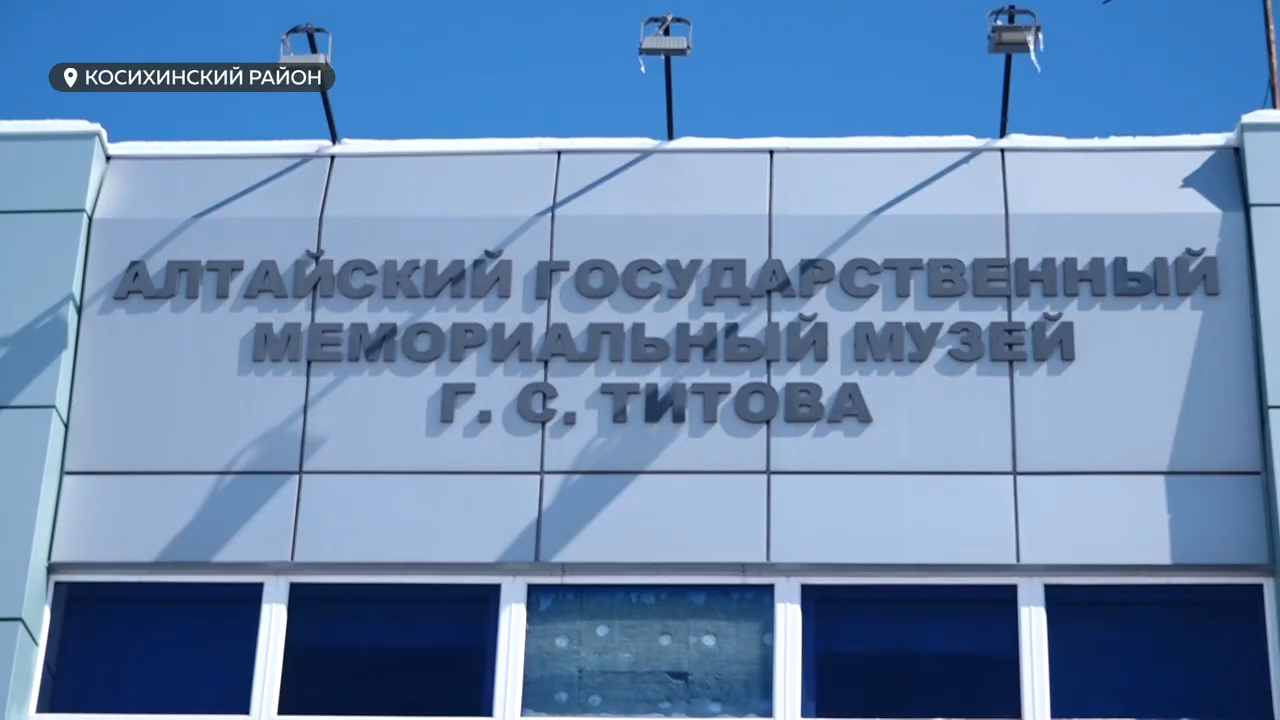 КОСИХИНСКИЙ РАЙОН
АЛТАЙСКИЙ ГОСУДАРСТВЕННЫЙ
МЕМОРИАЛЬНЫЙ МУЗЕЙ
Г. С. ТИТОВА